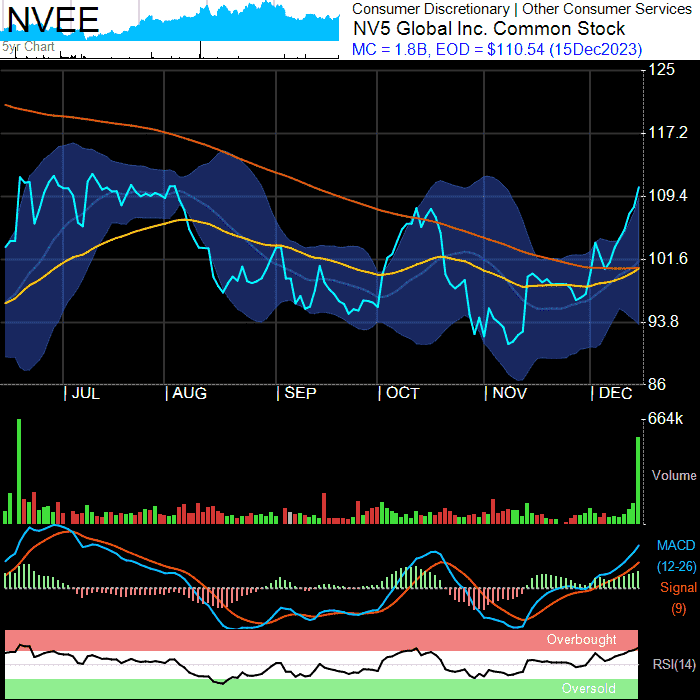 NVEE
5yr Chart
Consumer Discretionary | Other Consumer Services
NV5 Global Inc. Common Stock
MC = 1.8B, EOD = $110.54 (15Dec2023)
125
117.2
109.4
101.6
93.8
86
| JUL | AUG | SEP | OCT | NOV | DEC
664k
Volume
MACD
(12-26)
Signal
(9)
Overbought
RSI(14)
Oversold